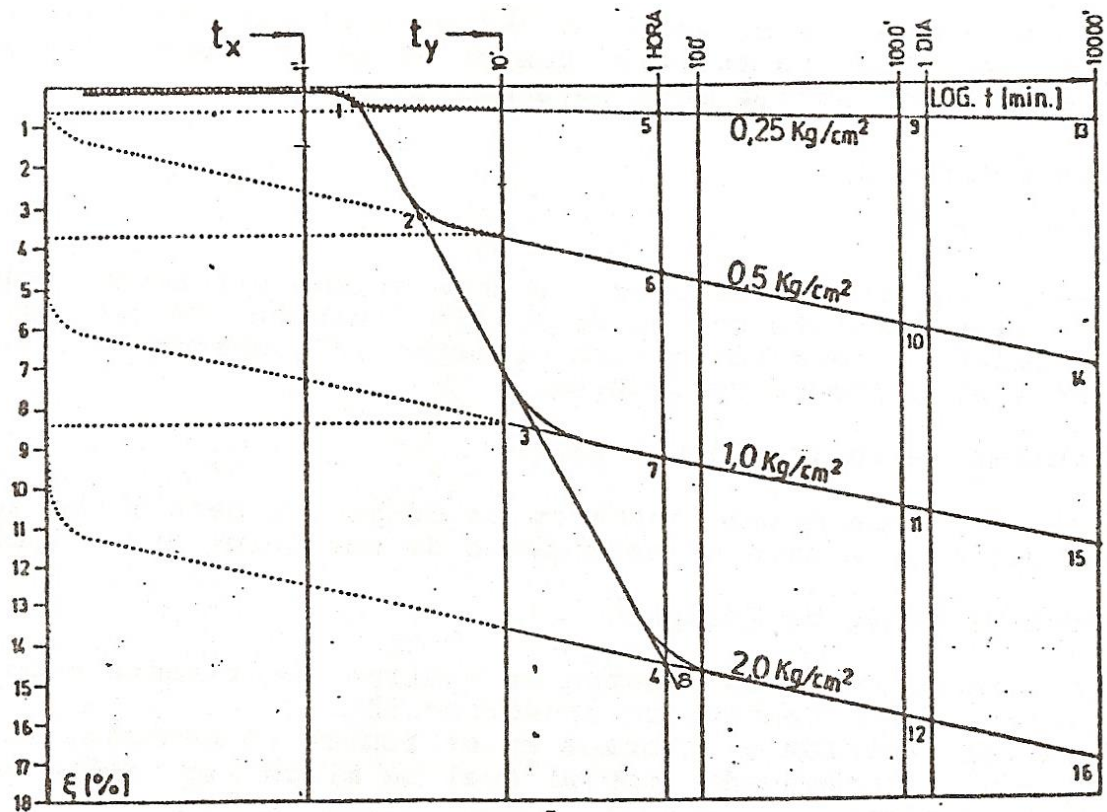 tx ty 1' 10' 1 HORA 100' 1000' 1 DIA 10000'
LOG. t (min.)
1
2
3
4
5
6
7
8
9
10
11
12
13
14
15
16
17
18
ξ [%]
1 5 0,25 Kg/cm² 9 13
2 6 0,5 Kg/cm² 10 14
3 7 1,0 Kg/cm² 11 15
4 8 2,0 Kg/cm² 12 16